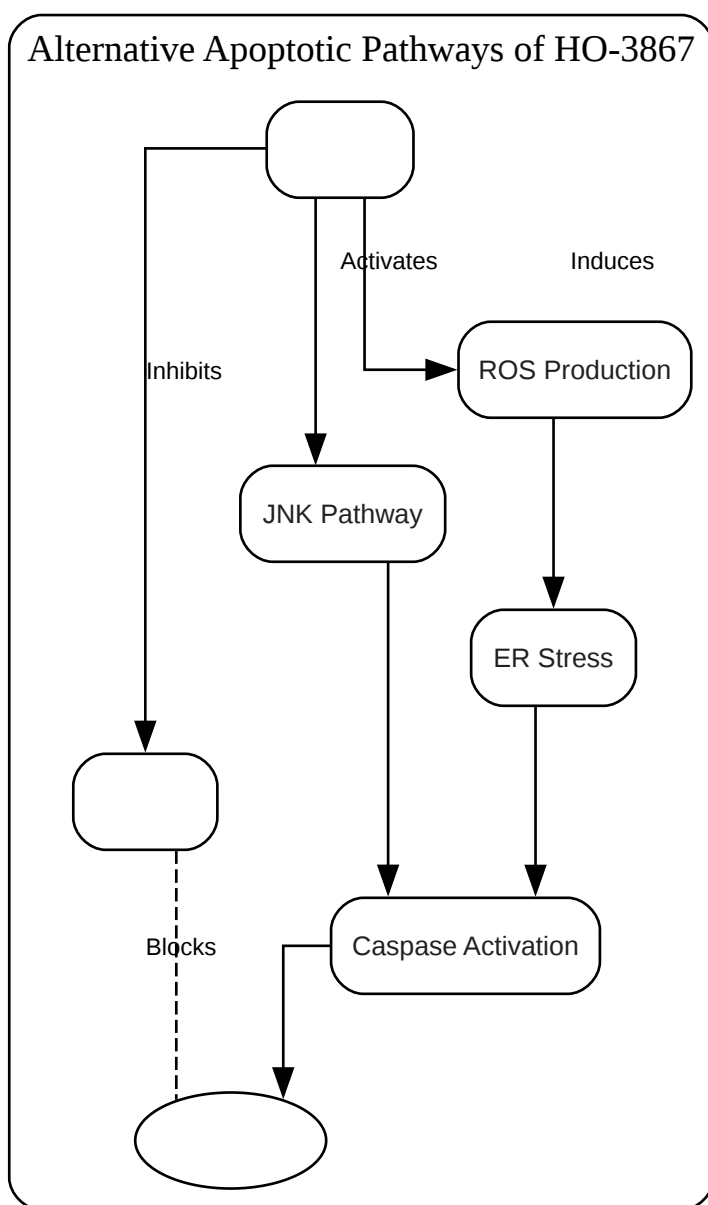 Alternative Apoptotic Pathways of HO-3867
Activates
Induces
Inhibits
ROS Production
JNK Pathway
ER Stress
Blocks
Caspase Activation